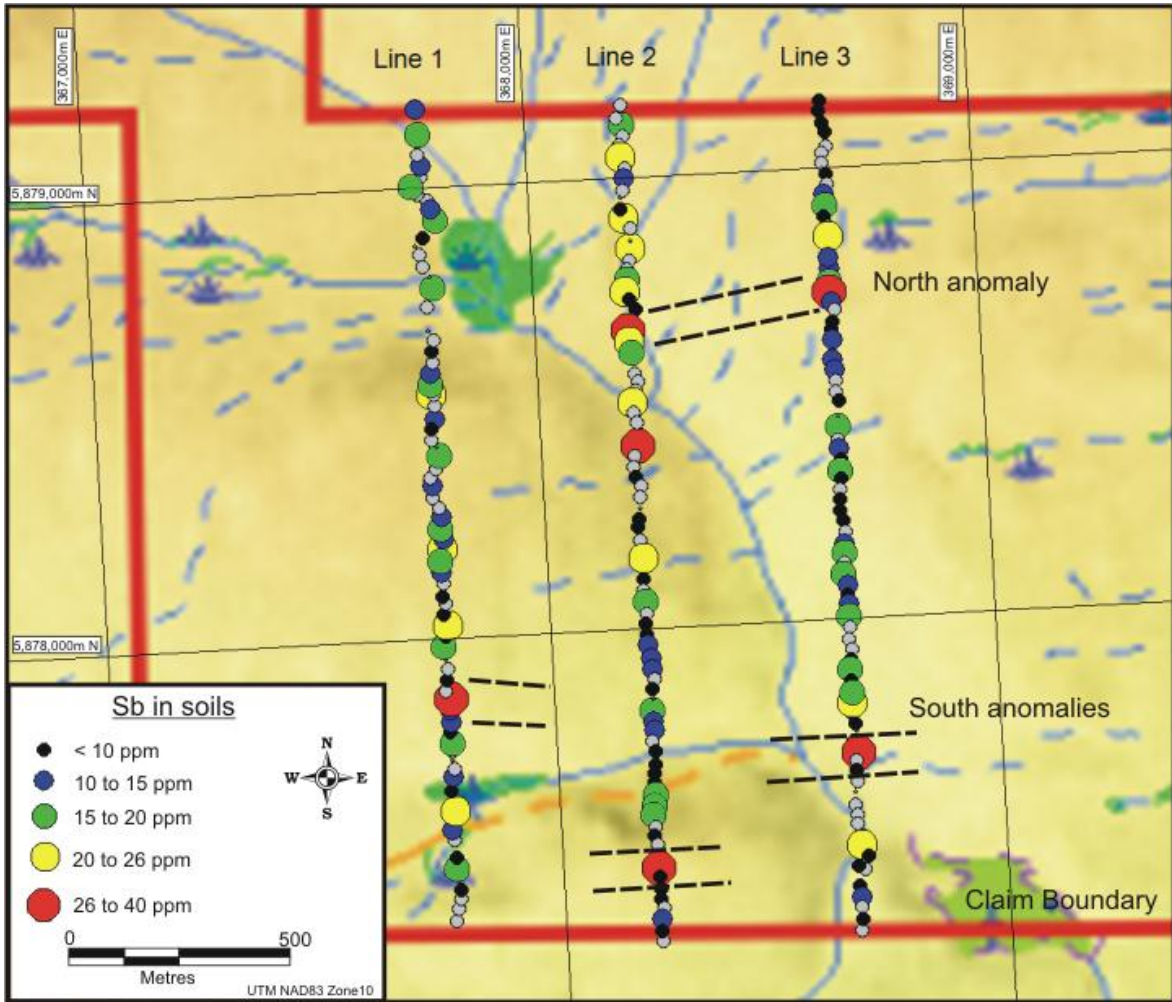 367,000m E
368,000m E
369,000m E
Line 1
Line 2
Line 3
5,879,000m N
North anomaly
5,878,000m N
South anomalies
Claim Boundary
Sb in soils
< 10 ppm
10 to 15 ppm
15 to 20 ppm
20 to 26 ppm
26 to 40 ppm
N
W E
S
0 500
Metres
UTM NAD83 Zone10